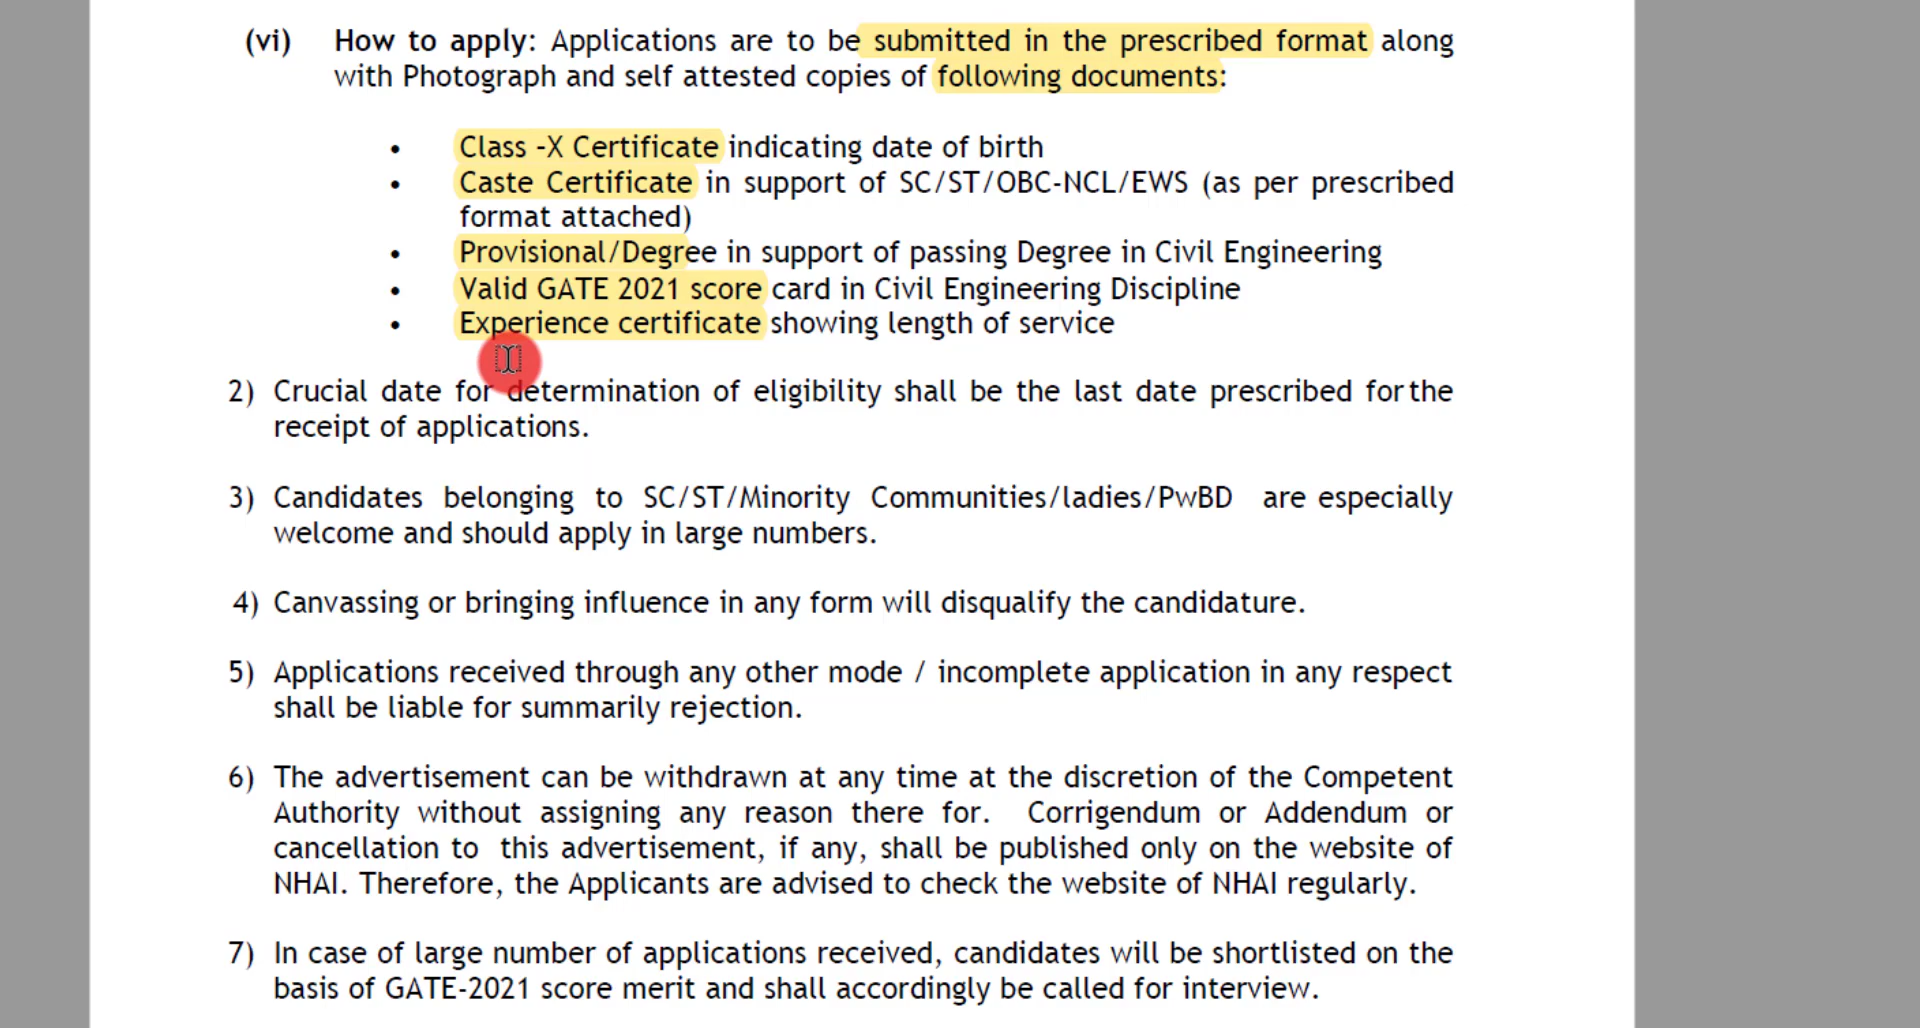 (vi) How to apply: Applications are to be submitted in the prescribed format along
with Photograph and self attested copies of following documents:
• Class -X Certificate indicating date of birth
• Caste Certificate in support of SC/ST/OBC-NCL/EWS (as per prescribed
format attached)
• Provisional/Degree in support of passing Degree in Civil Engineering
• Valid GATE 2021 score card in Civil Engineering Discipline
• Experience certificate showing length of service
2) Crucial date for determination of eligibility shall be the last date prescribed for the
receipt of applications.
3) Candidates belonging to SC/ST/Minority Communities/ladies/PwBD are especially
welcome and should apply in large numbers.
4) Canvassing or bringing influence in any form will disqualify the candidature.
5) Applications received through any other mode / incomplete application in any respect
shall be liable for summarily rejection.
6) The advertisement can be withdrawn at any time at the discretion of the Competent
Authority without assigning any reason there for. Corrigendum or Addendum or
cancellation to this advertisement, if any, shall be published only on the website of
NHAI. Therefore, the Applicants are advised to check the website of NHAI regularly.
7) In case of large number of applications received, candidates will be shortlisted on the
basis of GATE-2021 score merit and shall accordingly be called for interview.